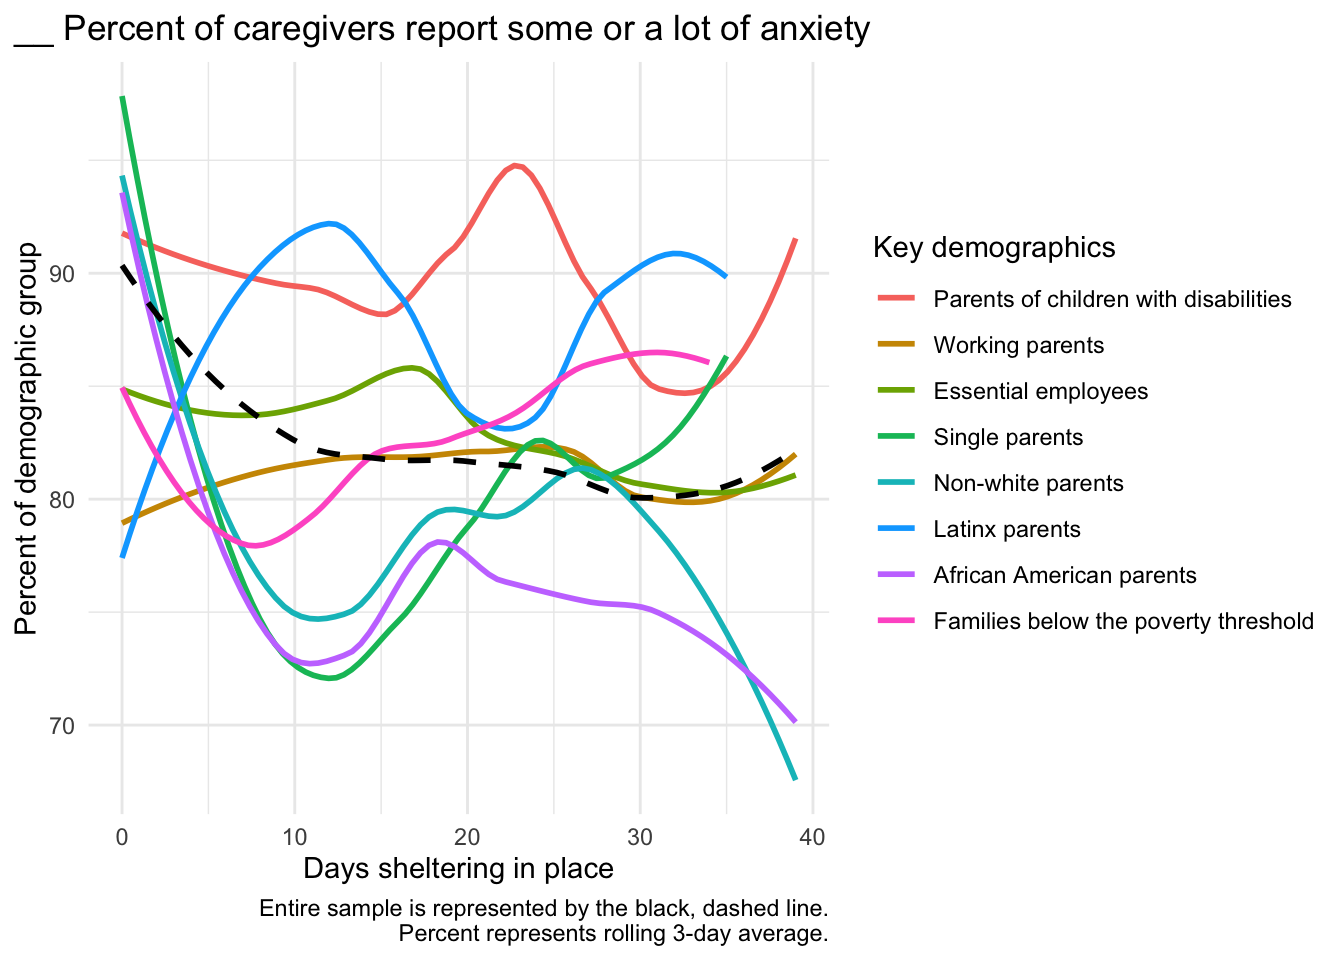 __ Percent of caregivers report some or a lot of anxiety
Percent of demographic group
90
80
70
0 10 20 30 40
Days sheltering in place
Entire sample is represented by the black, dashed line.
Percent represents rolling 3-day average.
Key demographics
Parents of children with disabilities
Working parents
Essential employees
Single parents
Non-white parents
Latinx parents
African American parents
Families below the poverty threshold